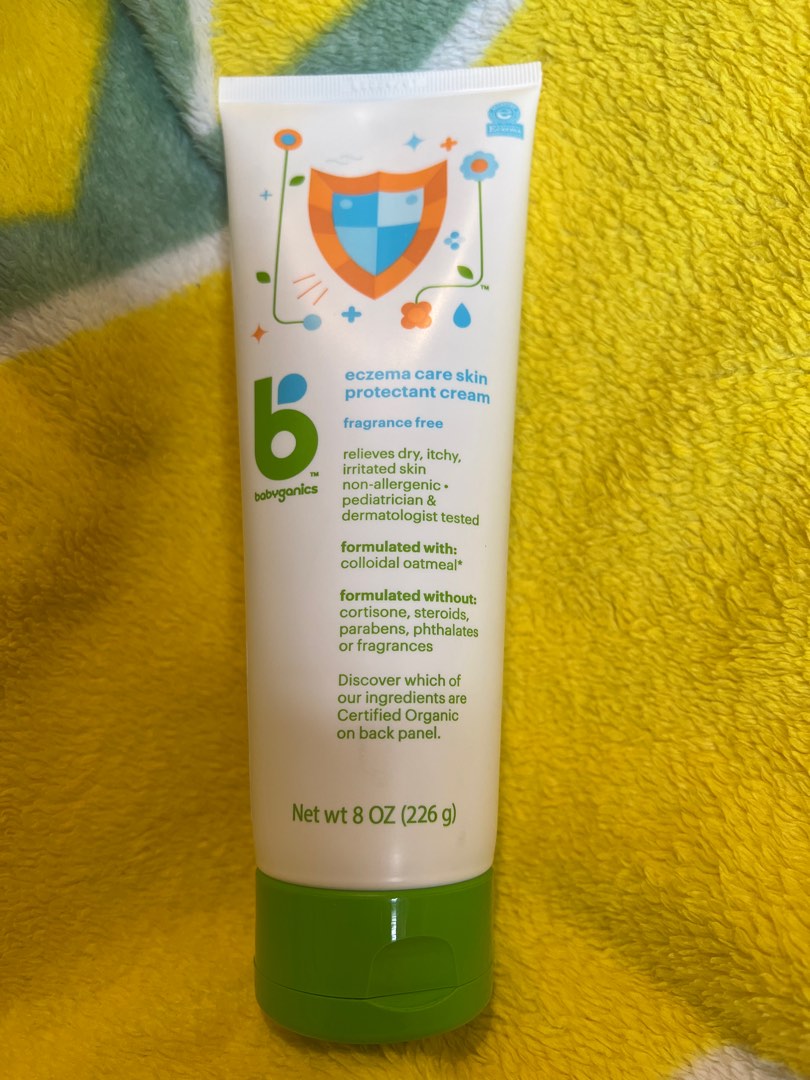 eczema care skin
protectant cream
fragrance free
relieves dry, itchy,
irritated skin
non-allergenic •
pediatrician &
dermatologist tested
b
™
babyganics
formulated with:
colloidal oatmeal*
formulated without:
cortisone, steroids,
parabens, phthalates
or fragrances
Discover which of
our ingredients are
Certified Organic
on back panel.
Net wt 8 OZ (226 g)